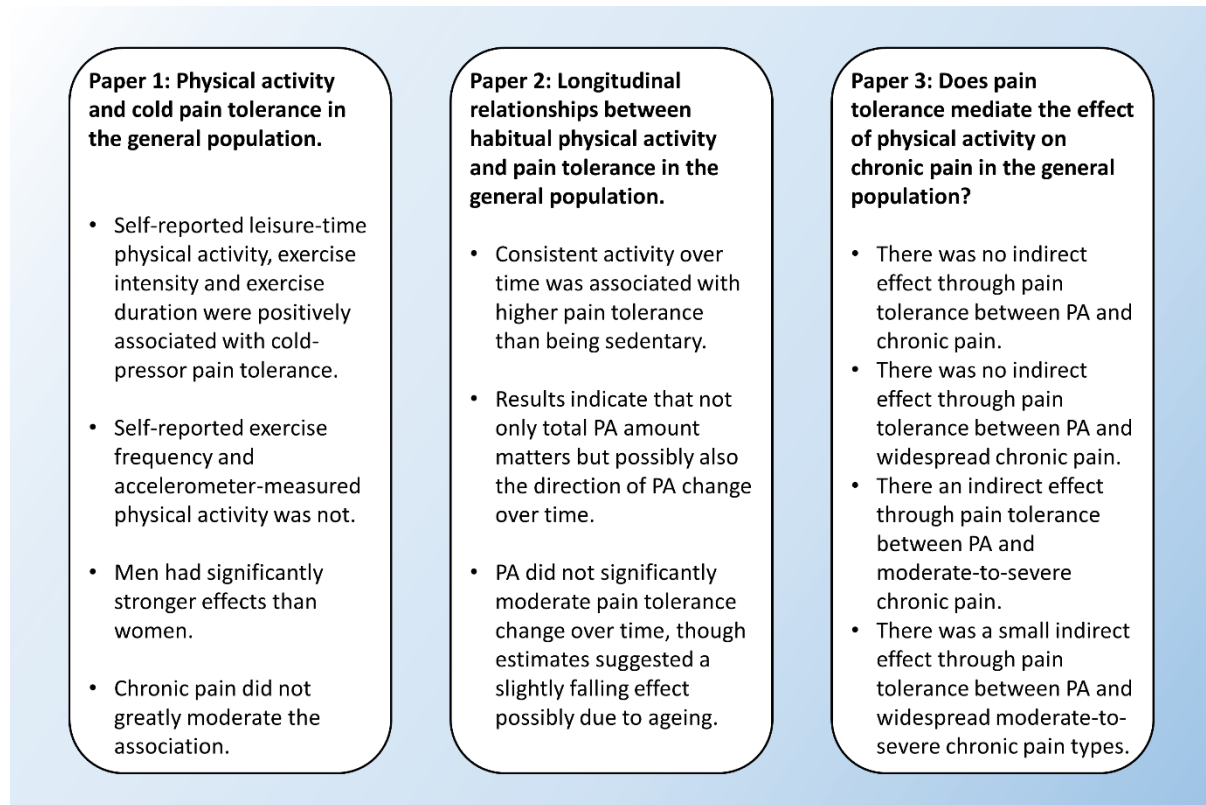 Paper 1: Physical activity
and cold pain tolerance in
the general population.
• Self-reported leisure-time
physical activity, exercise
intensity and exercise
duration were positively
associated with cold-
pressor pain tolerance.
• Self-reported exercise
frequency and
accelerometer-measured
physical activity was not.
• Men had significantly
stronger effects than
women.
• Chronic pain did not
greatly moderate the
association.
Paper 2: Longitudinal
relationships between
habitual physical activity
and pain tolerance in the
general population.
• Consistent activity over
time was associated with
higher pain tolerance
than being sedentary.
• Results indicate that not
only total PA amount
matters but possibly also
the direction of PA change
over time.
• PA did not significantly
moderate pain tolerance
change over time, though
estimates suggested a
slightly falling effect
possibly due to ageing.
Paper 3: Does pain
tolerance mediate the effect
of physical activity on
chronic pain in the general
population?
• There was no indirect
effect through pain
tolerance between PA and
chronic pain.
• There was no indirect
effect through pain
tolerance between PA and
widespread chronic pain.
• There an indirect effect
through pain tolerance
between PA and
moderate-to-severe
chronic pain.
• There was a small indirect
effect through pain
tolerance between PA and
widespread moderate-to-
severe chronic pain types.